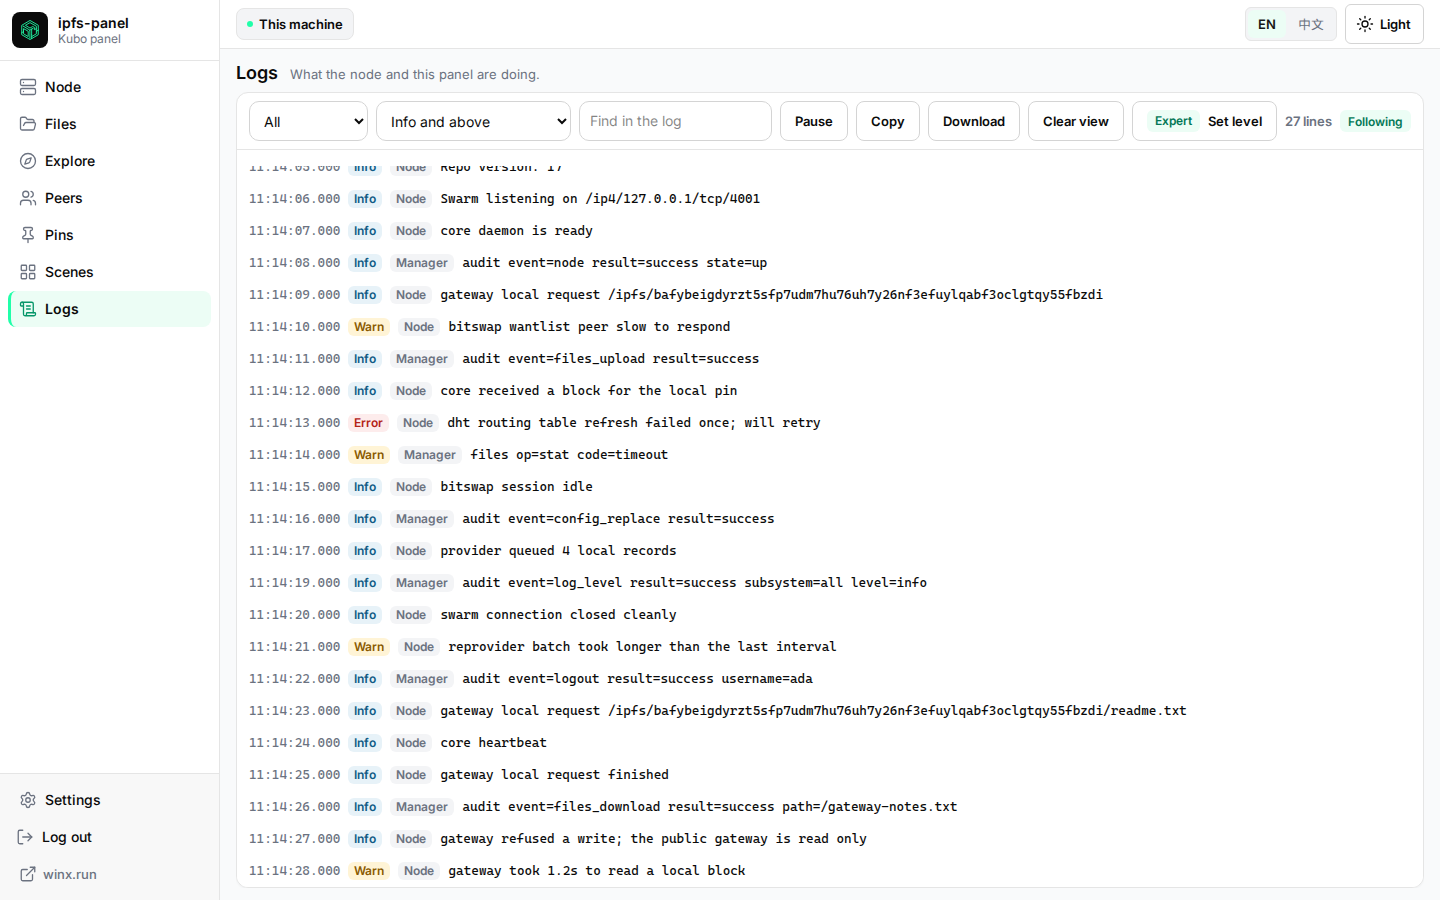 ipfs-panel
Kubo panel
Node
Files
Explore
Peers
Pins
Scenes
Logs
Settings
Log out
winx.run
This machine
EN 中文 Light
Logs What the node and this panel are doing.
All Info and above Find in the log Pause Copy Download Clear view Expert Set level 27 lines Following
11:14:05.000 Info Node Repo version: 17
11:14:06.000 Info Node Swarm listening on /ip4/127.0.0.1/tcp/4001
11:14:07.000 Info Node core daemon is ready
11:14:08.000 Info Manager audit event=node result=success state=up
11:14:09.000 Info Node gateway local request /ipfs/bafybeigdyrzt5sfp7udm7hu76uh7y26nf3efuylqabf3oclgtqy55fbzdi
11:14:10.000 Warn Node bitswap wantlist peer slow to respond
11:14:11.000 Info Manager audit event=files_upload result=success
11:14:12.000 Info Node core received a block for the local pin
11:14:13.000 Error Node dht routing table refresh failed once; will retry
11:14:14.000 Warn Manager files op=stat code=timeout
11:14:15.000 Info Node bitswap session idle
11:14:16.000 Info Manager audit event=config_replace result=success
11:14:17.000 Info Node provider queued 4 local records
11:14:19.000 Info Manager audit event=log_level result=success subsystem=all level=info
11:14:20.000 Info Node swarm connection closed cleanly
11:14:21.000 Warn Node reprovider batch took longer than the last interval
11:14:22.000 Info Manager audit event=logout result=success username=ada
11:14:23.000 Info Node gateway local request /ipfs/bafybeigdyrzt5sfp7udm7hu76uh7y26nf3efuylqabf3oclgtqy55fbzdi/readme.txt
11:14:24.000 Info Node core heartbeat
11:14:25.000 Info Node gateway local request finished
11:14:26.000 Info Manager audit event=files_download result=success path=/gateway-notes.txt
11:14:27.000 Info Node gateway refused a write; the public gateway is read only
11:14:28.000 Warn Node gateway took 1.2s to read a local block